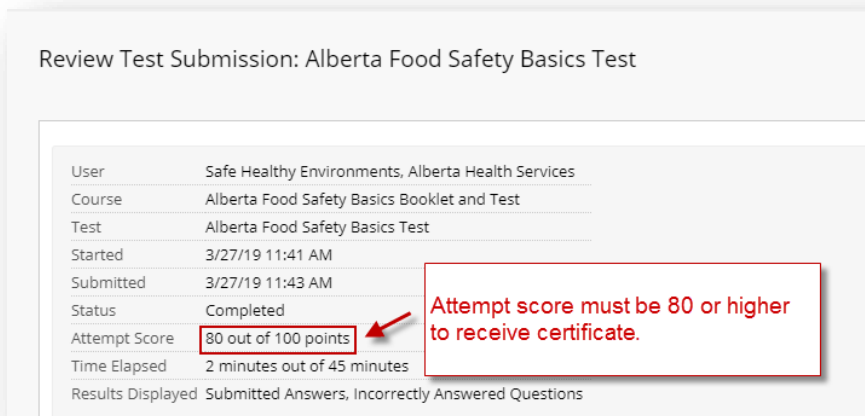 Review Test Submission: Alberta Food Safety Basics Test
User Safe Healthy Environments, Alberta Health Services
Course Alberta Food Safety Basics Booklet and Test
Test Alberta Food Safety Basics Test
Started 3/27/19 11:41 AM
Submitted 3/27/19 11:43 AM
Status Completed
Attempt Score 80 out of 100 points
Time Elapsed 2 minutes out of 45 minutes
Results Displayed Submitted Answers, Incorrectly Answered Questions
Attempt score must be 80 or higher
to receive certificate.